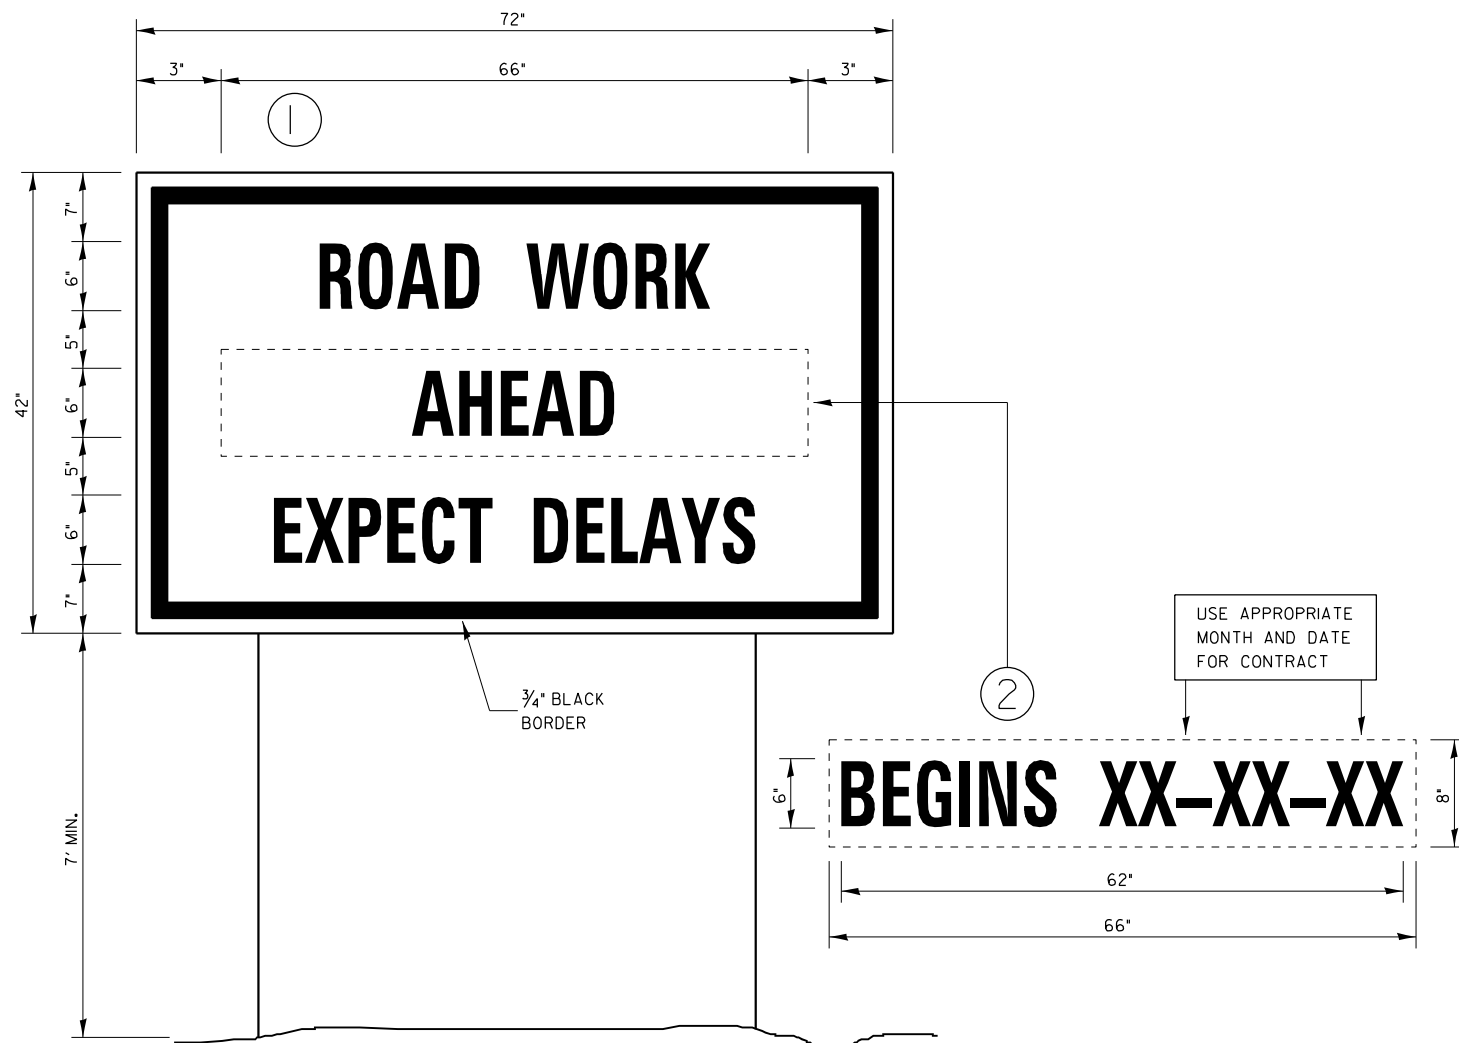 72"
3" 66" 3"
1
7"
6"
5"
6"
5"
6"
7"
42"
ROAD WORK
AHEAD
EXPECT DELAYS
3/4" BLACK
BORDER
7' MIN.
2
USE APPROPRIATE
MONTH AND DATE
FOR CONTRACT
6"
BEGINS XX-XX-XX
8"
62"
66"